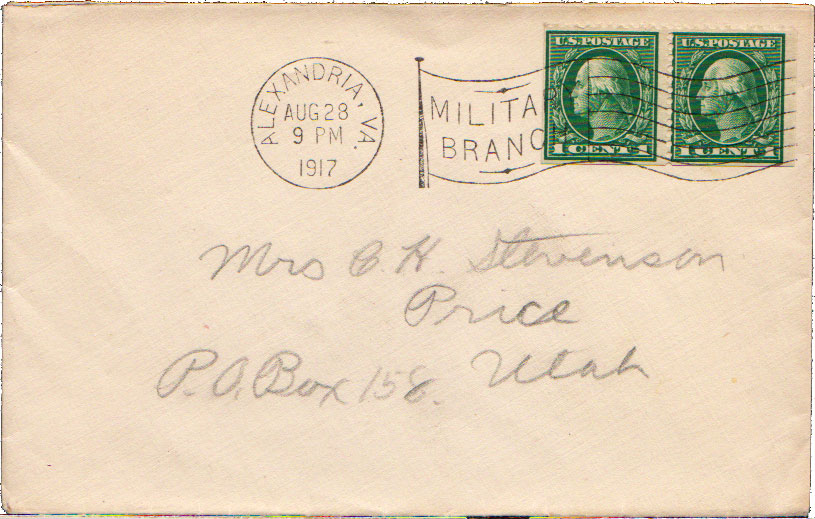 ALEXANDRIA, VA.
AUG 28
9 PM
1917
MILITA
BRANC
U.S.POSTAGE
1 CENT 1
U.S.POSTAGE
1 CENT 1
Mrs C. H. Stevenson
Price
Utah
P.O. Box 158.